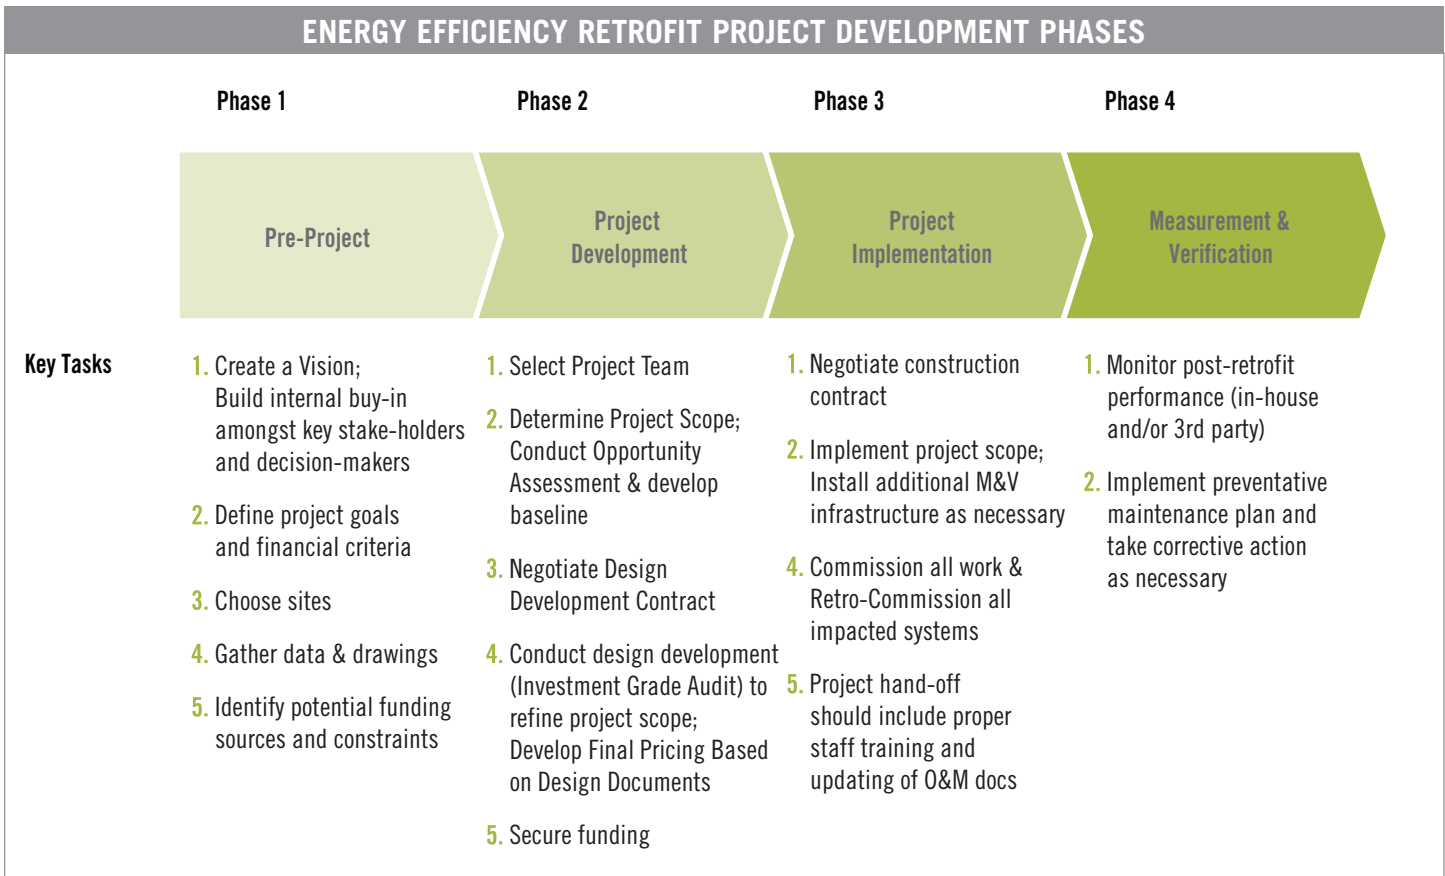 ENERGY EFFICIENCY RETROFIT PROJECT DEVELOPMENT PHASES
Phase 1
Phase 2
Phase 3
Phase 4
Pre-Project
Project
Development
Project
Implementation
Measurement &
Verification
Key Tasks
1. Create a Vision;
Build internal buy-in
amongst key stake-holders
and decision-makers
2. Define project goals
and financial criteria
3. Choose sites
4. Gather data & drawings
5. Identify potential funding
sources and constraints
1. Select Project Team
2. Determine Project Scope;
Conduct Opportunity
Assessment & develop
baseline
3. Negotiate Design
Development Contract
4. Conduct design development
(Investment Grade Audit) to
refine project scope;
Develop Final Pricing Based
on Design Documents
5. Secure funding
1. Negotiate construction
contract
2. Implement project scope;
Install additional M&V
infrastructure as necessary
4. Commission all work &
Retro-Commission all
impacted systems
5. Project hand-off
should include proper
staff training and
updating of O&M docs
1. Monitor post-retrofit
performance (in-house
and/or 3rd party)
2. Implement preventative
maintenance plan and
take corrective action
as necessary